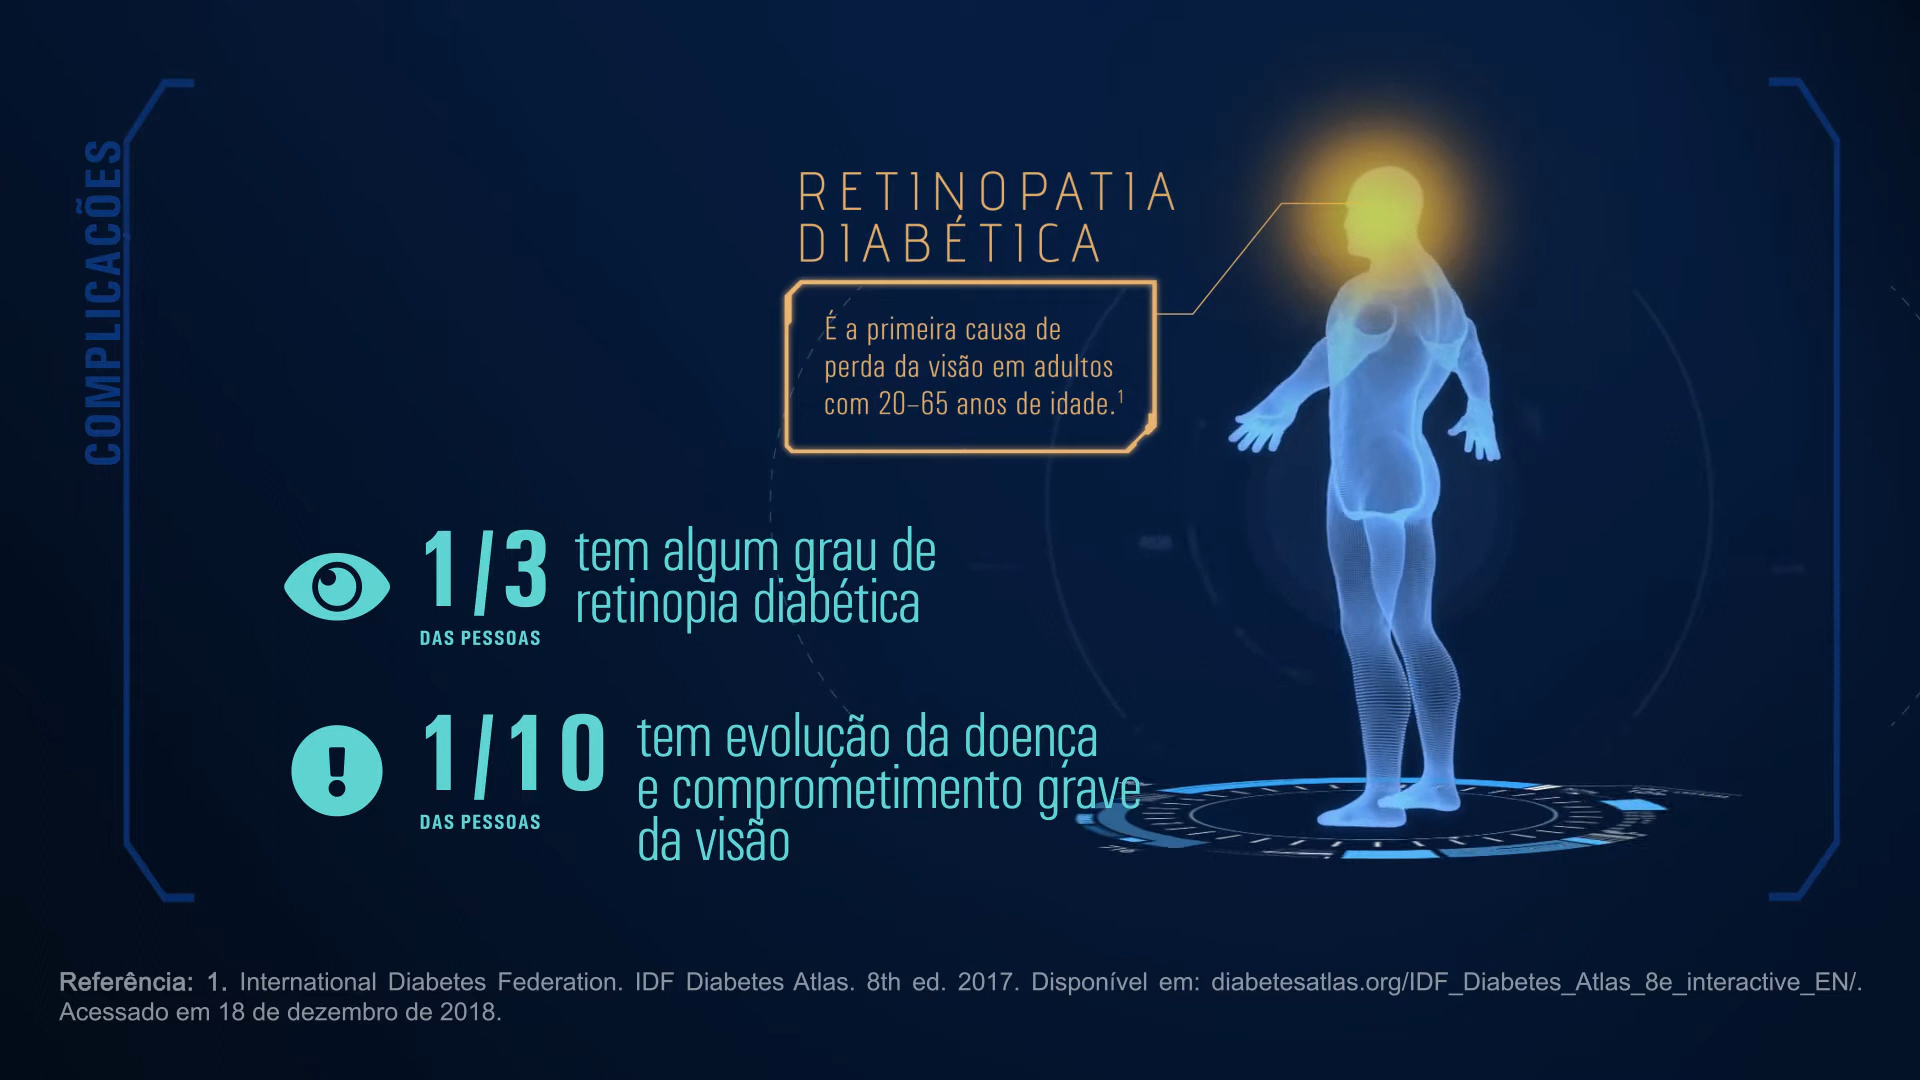 COMPLICAÇÕES
RETINOPATIA
DIABÉTICA
É a primeira causa de
perda da visão em adultos
com 20–65 anos de idade.¹
1/3
DAS PESSOAS
tem algum grau de
retinopia diabética
1/10
DAS PESSOAS
tem evolução da doença
e comprometimento grave
da visão
Referência: 1. International Diabetes Federation. IDF Diabetes Atlas. 8th ed. 2017. Disponível em: diabetesatlas.org/IDF_Diabetes_Atlas_8e_interactive_EN/.
Acessado em 18 de dezembro de 2018.